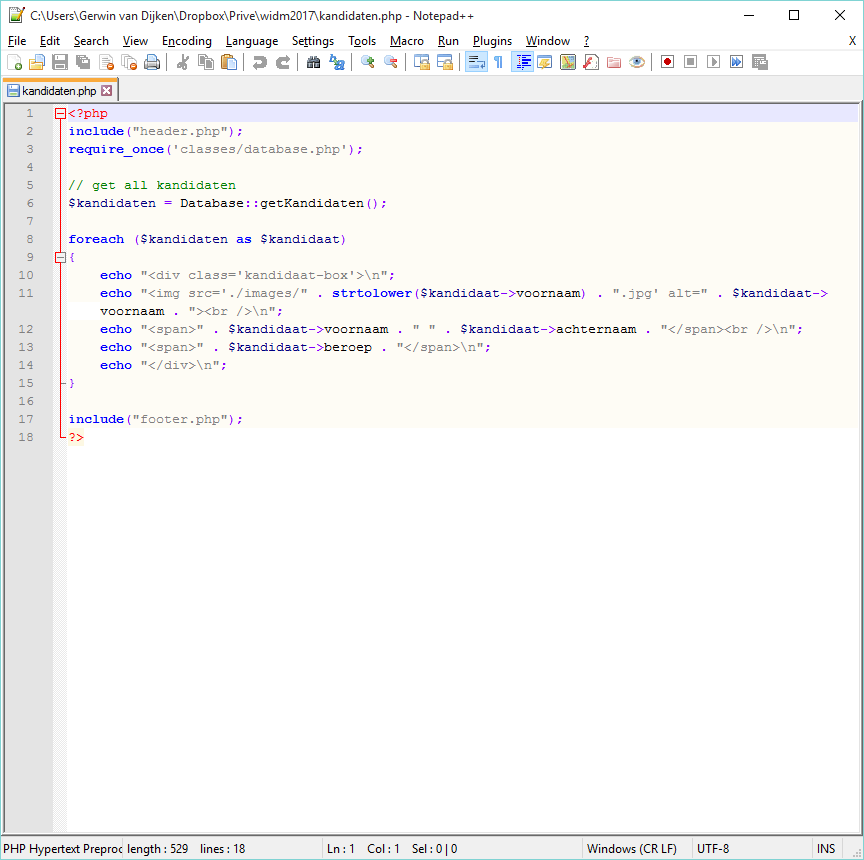 C:\Users\Gerwin van Dijken\Dropbox\Prive\widm2017\kandidaten.php - Notepad++
File Edit Search View Encoding Language Settings Tools Macro Run Plugins Window ? X
kandidaten.php
1 <?php
2 include("header.php");
3 require_once('classes/database.php');
4
5 // get all kandidaten
6 $kandidaten = Database::getKandidaten();
7
8 foreach ($kandidaten as $kandidaat)
9 {
10     echo "<div class='kandidaat-box'>\n";
11     echo "<img src='./images/" . strtolower($kandidaat->voornaam) . ".jpg' alt=" . $kandidaat->
voornaam . "><br />\n";
12     echo "<span>" . $kandidaat->voornaam . " " . $kandidaat->achternaam . "</span><br />\n";
13     echo "<span>" . $kandidaat->beroep . "</span>\n";
14     echo "</div>\n";
15 }
16
17 include("footer.php");
18 ?>
PHP Hypertext Preproc length : 529 lines : 18 Ln : 1 Col : 1 Sel : 0 | 0 Windows (CR LF) UTF-8 INS